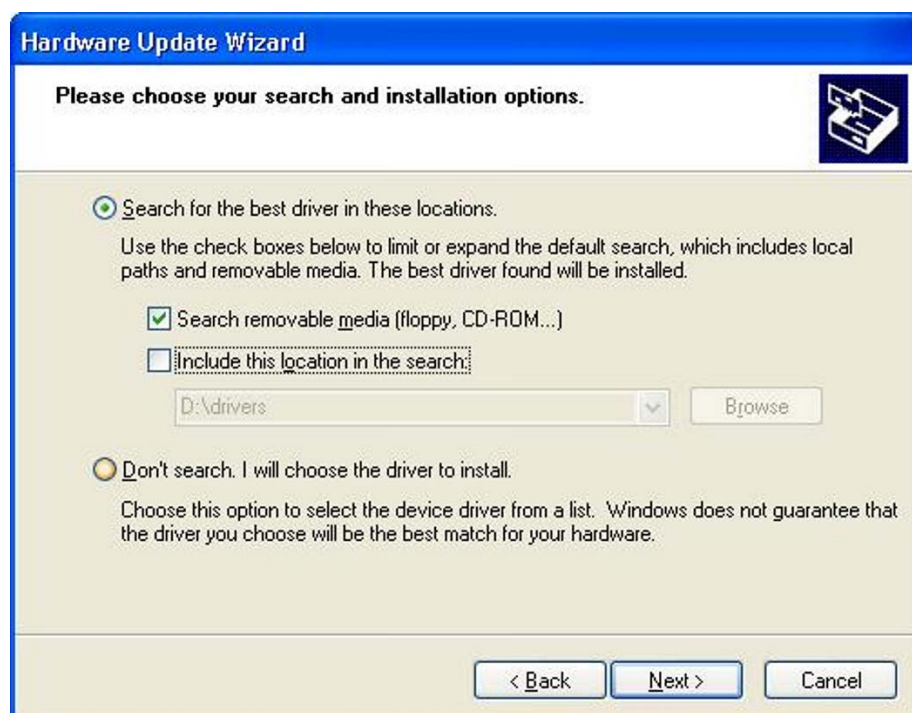 Hardware Update Wizard
Please choose your search and installation options.
Search for the best driver in these locations.
Use the check boxes below to limit or expand the default search, which includes local
paths and removable media. The best driver found will be installed.
Search removable media (floppy, CD-ROM...)
Include this location in the search:
D:\drivers
Browse
Don't search. I will choose the driver to install.
Choose this option to select the device driver from a list. Windows does not guarantee that
the driver you choose will be the best match for your hardware.
< Back
Next >
Cancel